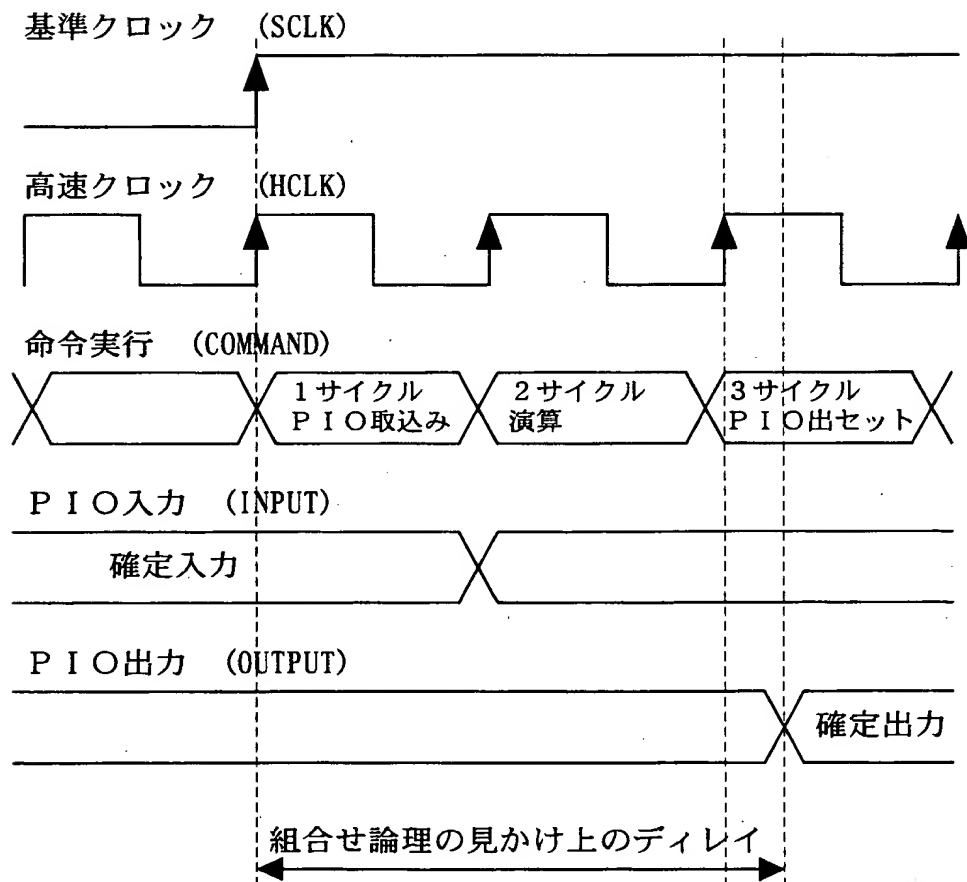 基準クロック (SCLK)
高速クロック (HCLK)
命令実行 (COMMAND)
1サイクル
PIO取込み
2サイクル
演算
3サイクル
PIO出セット
PIO入力 (INPUT)
確定入力
PIO出力 (OUTPUT)
確定出力
組合せ論理の見かけ上のディレイ